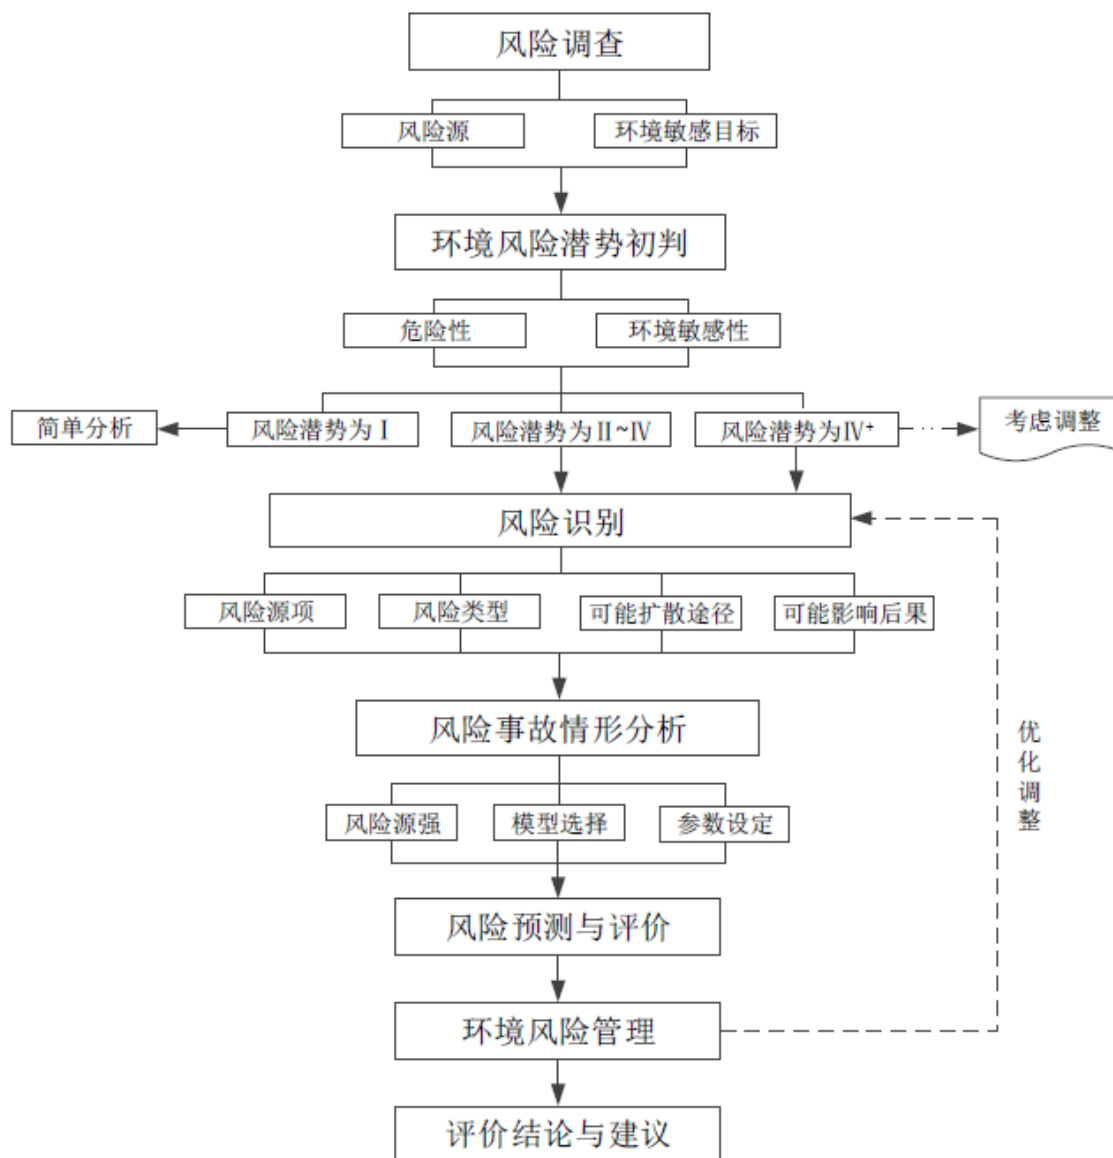 风险调查
风险源
环境敏感目标
环境风险潜势初判
危险性
环境敏感性
简单分析
风险潜势为Ⅰ
风险潜势为Ⅱ~Ⅳ
风险潜势为Ⅳ⁺
考虑调整
风险识别
风险源项
风险类型
可能扩散途径
可能影响后果
风险事故情形分析
优化调整
风险源强
模型选择
参数设定
风险预测与评价
环境风险管理
评价结论与建议